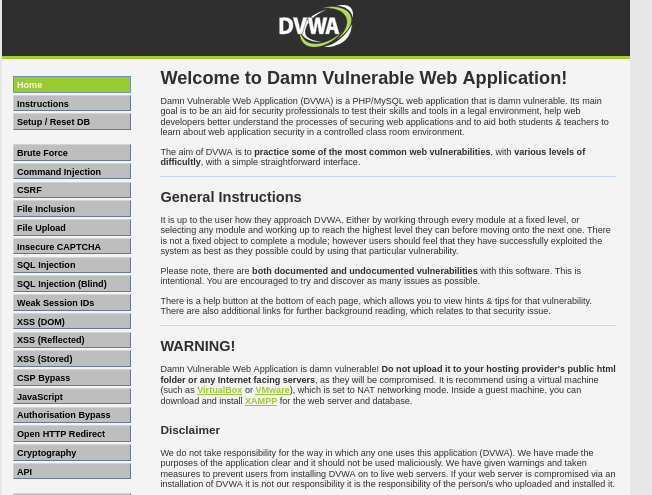 DVWA
Home
Instructions
Setup / Reset DB
Brute Force
Command Injection
CSRF
File Inclusion
File Upload
Insecure CAPTCHA
SQL Injection
SQL Injection (Blind)
Weak Session IDs
XSS (DOM)
XSS (Reflected)
XSS (Stored)
CSP Bypass
JavaScript
Authorisation Bypass
Open HTTP Redirect
Cryptography
API
Welcome to Damn Vulnerable Web Application!
Damn Vulnerable Web Application (DVWA) is a PHP/MySQL web application that is damn vulnerable. Its main
goal is to be an aid for security professionals to test their skills and tools in a legal environment, help web
developers better understand the processes of securing web applications and to aid both students & teachers to
learn about web application security in a controlled class room environment.
The aim of DVWA is to practice some of the most common web vulnerabilities, with various levels of
difficultly, with a simple straightforward interface.
General Instructions
It is up to the user how they approach DVWA. Either by working through every module at a fixed level, or
selecting any module and working up to reach the highest level they can before moving onto the next one. There
is not a fixed object to complete a module; however users should feel that they have successfully exploited the
system as best as they possible could by using that particular vulnerability.
Please note, there are both documented and undocumented vulnerabilities with this software. This is
intentional. You are encouraged to try and discover as many issues as possible.
There is a help button at the bottom of each page, which allows you to view hints & tips for that vulnerability.
There are also additional links for further background reading, which relates to that security issue.
WARNING!
Damn Vulnerable Web Application is damn vulnerable! Do not upload it to your hosting provider's public html
folder or any Internet facing servers, as they will be compromised. It is recommend using a virtual machine
(such as VirtualBox or VMware), which is set to NAT networking mode. Inside a guest machine, you can
download and install XAMPP for the web server and database.
Disclaimer
We do not take responsibility for the way in which any one uses this application (DVWA). We have made the
purposes of the application clear and it should not be used maliciously. We have given warnings and taken
measures to prevent users from installing DVWA on to live web servers. If your web server is compromised via an
installation of DVWA it is not our responsibility it is the responsibility of the person/s who uploaded and installed it.